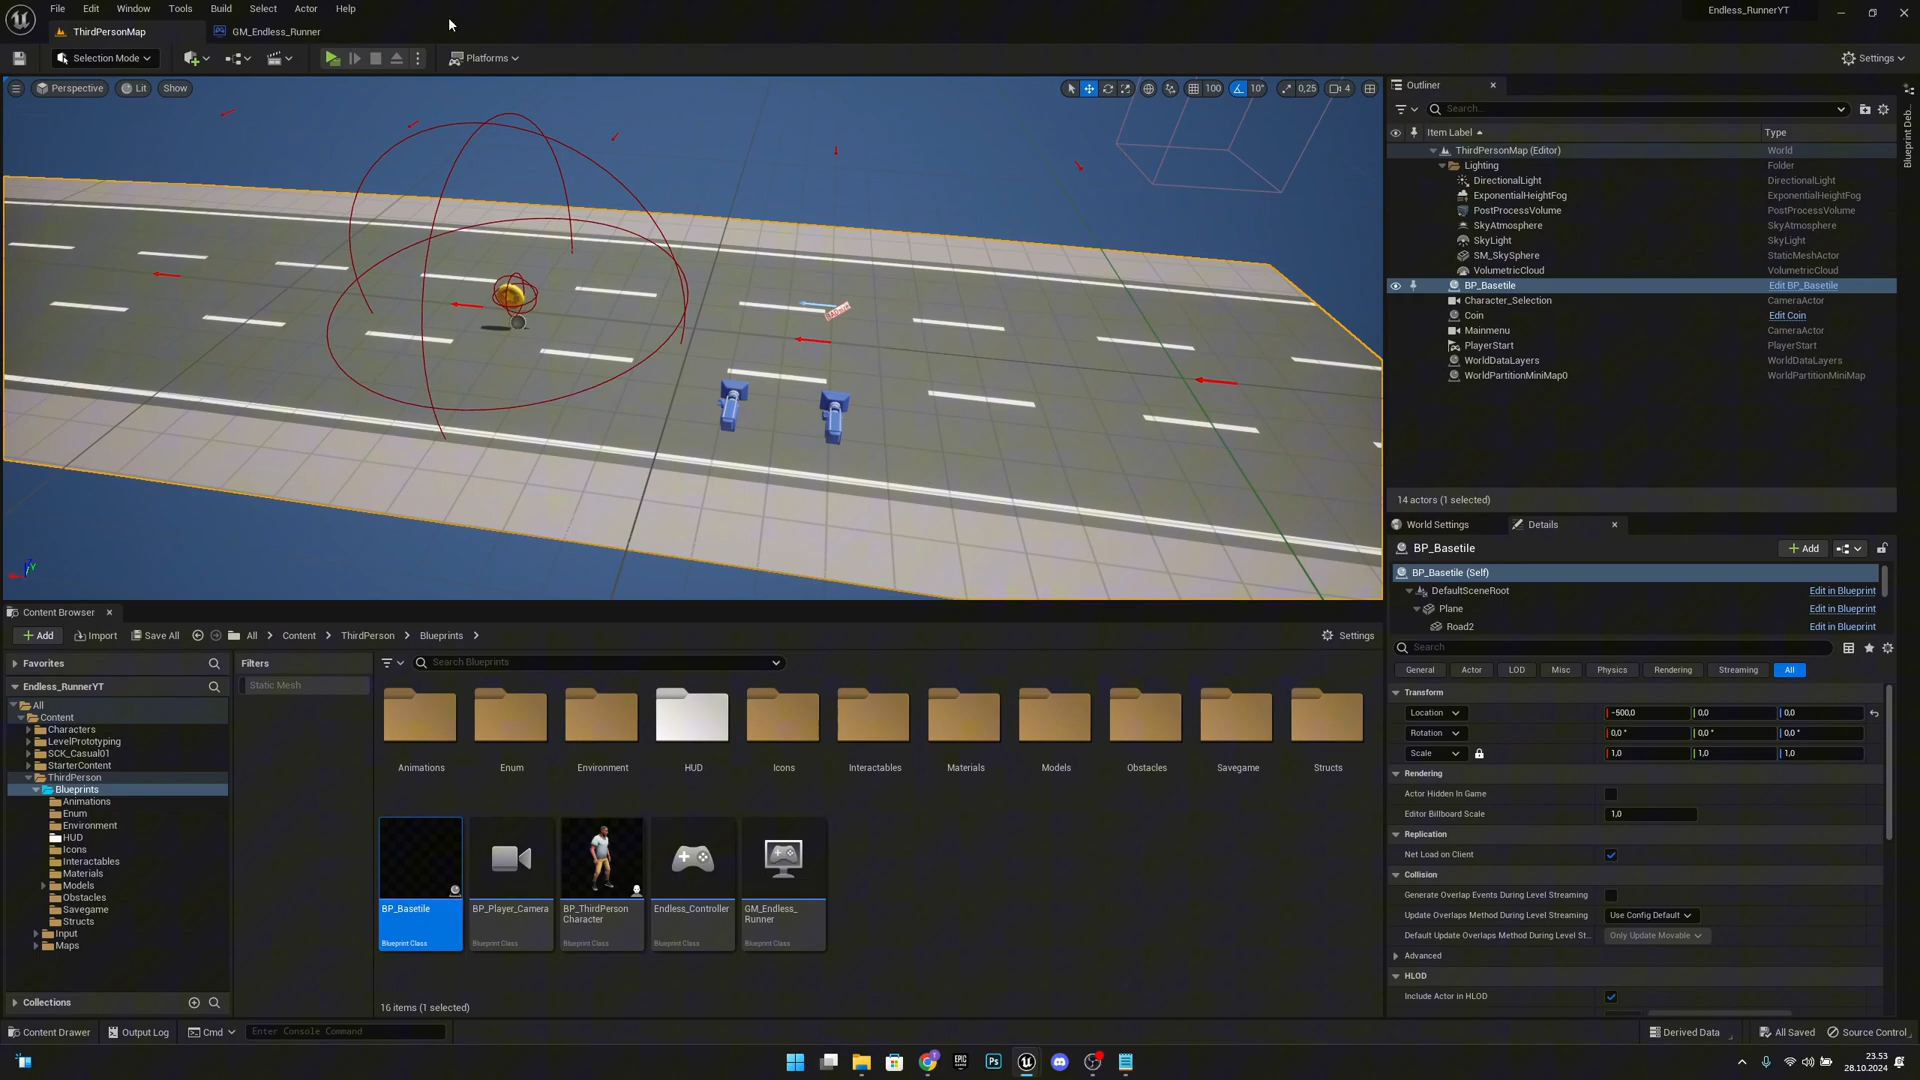 File Edit Window Tools Build Select Actor Help
Endless_RunnerYT
ThirdPersonMap
GM_Endless_Runner
Selection Mode
Platforms
Settings
Perspective
Lit
Show
100
10°
0,25
4
Outliner
Search...
Item Label
Type
ThirdPersonMap (Editor)
World
Lighting
Folder
DirectionalLight
DirectionalLight
ExponentialHeightFog
ExponentialHeightFog
PostProcessVolume
PostProcessVolume
SkyAtmosphere
SkyAtmosphere
SkyLight
SkyLight
SM_SkySphere
StaticMeshActor
VolumetricCloud
VolumetricCloud
BP_Basetile
Edit BP_Basetile
Character_Selection
CameraActor
Coin
Edit Coin
Mainmenu
CameraActor
PlayerStart
PlayerStart
WorldDataLayers
WorldDataLayers
WorldPartitionMiniMap0
WorldPartitionMiniMap
14 actors (1 selected)
Blueprint Deb...
World Settings
Details
BP_Basetile
Add
BP_Basetile (Self)
DefaultSceneRoot
Edit in Blueprint
Plane
Edit in Blueprint
Road2
Edit in Blueprint
Search
General
Actor
LOD
Misc
Physics
Rendering
Streaming
All
Transform
Location
-500,0
0,0
0,0
Rotation
0,0 °
0,0 °
0,0 °
Scale
1,0
1,0
1,0
Rendering
Actor Hidden In Game
Editor Billboard Scale
1,0
Replication
Net Load on Client
Collision
Generate Overlap Events During Level Streaming
Update Overlaps Method During Level Streaming
Use Config Default
Default Update Overlaps Method During Level St...
Only Update Movable
Advanced
HLOD
Include Actor in HLOD
Content Browser
Add
Import
Save All
All
Content
ThirdPerson
Blueprints
Settings
Favorites
Endless_RunnerYT
All
Content
Characters
LevelPrototyping
SCK_Casual01
StarterContent
ThirdPerson
Blueprints
Animations
Enum
Environment
HUD
Icons
Interactables
Materials
Models
Obstacles
Savegame
Structs
Input
Maps
Collections
Filters
Static Mesh
Search Blueprints
Animations
Enum
Environment
HUD
Icons
Interactables
Materials
Models
Obstacles
Savegame
Structs
BP_Basetile
Blueprint Class
BP_Player_Camera
Blueprint Class
BP_ThirdPerson
Character
Blueprint Class
Endless_Controller
Blueprint Class
GM_Endless_
Runner
Blueprint Class
16 items (1 selected)
Content Drawer
Output Log
Cmd
Enter Console Command
Derived Data
All Saved
Source Control
EPIC
GAMES
Ps
23.53
28.10.2024